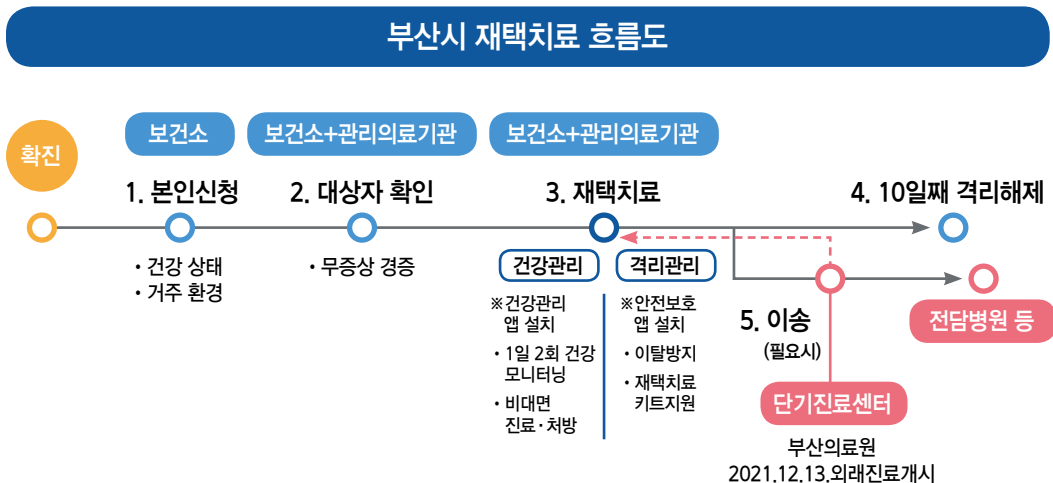 부산시 재택치료 흐름도
확진
보건소
보건소+관리의료기관
보건소+관리의료기관
1. 본인신청
2. 대상자 확인
3. 재택치료
4. 10일째 격리해제
· 건강 상태
· 거주 환경
· 무증상 경증
건강관리
※건강관리
앱 설치
· 1일 2회 건강
모니터닝
· 비대면
진료·처방
격리관리
※안전보호
앱 설치
· 이탈방지
· 재택치료
키트지원
5. 이송
(필요시)
전담병원 등
단기진료센터
부산의료원
2021.12.13.외래진료개시